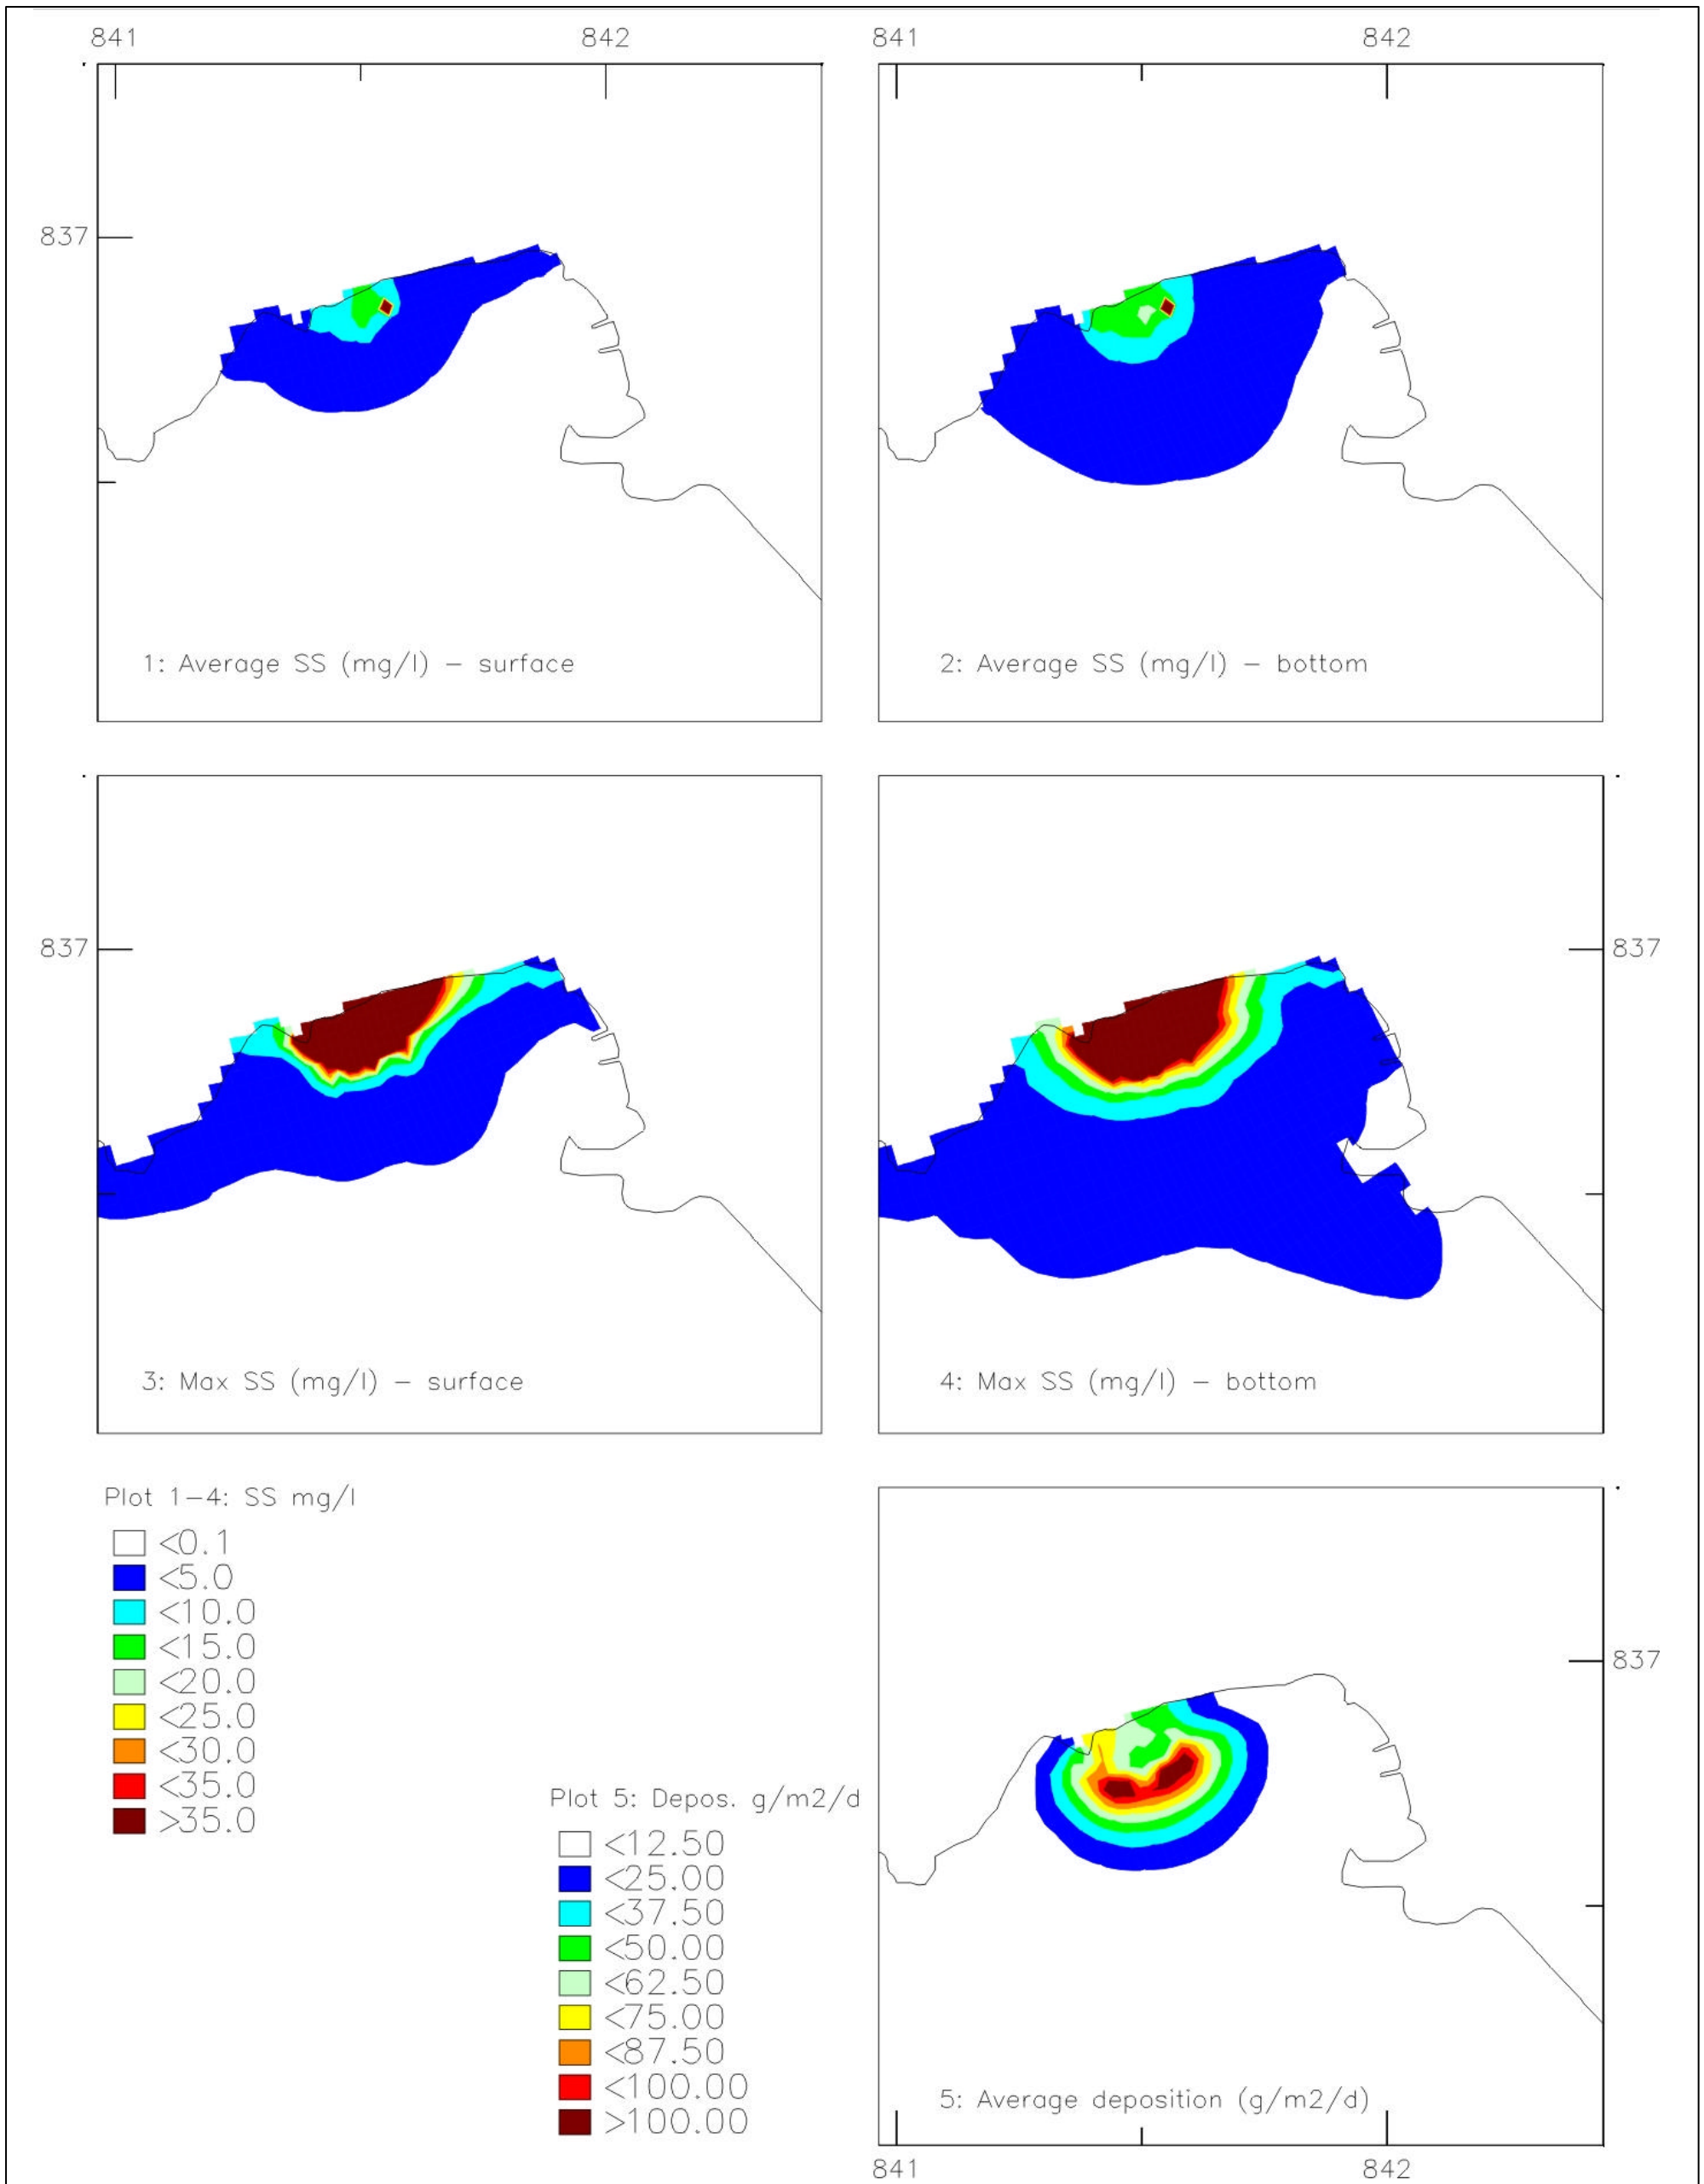 841 842 841 842
837
1: Average SS (mg/l) – surface
2: Average SS (mg/l) – bottom
837
837
3: Max SS (mg/l) – surface
4: Max SS (mg/l) – bottom
Plot 1–4: SS mg/l
<0.1
<5.0
<10.0
<15.0
<20.0
<25.0
<30.0
<35.0
>35.0
837
Plot 5: Depos. g/m2/d
<12.50
<25.00
<37.50
<50.00
<62.50
<75.00
<87.50
<100.00
>100.00
5: Average deposition (g/m2/d)
841 842